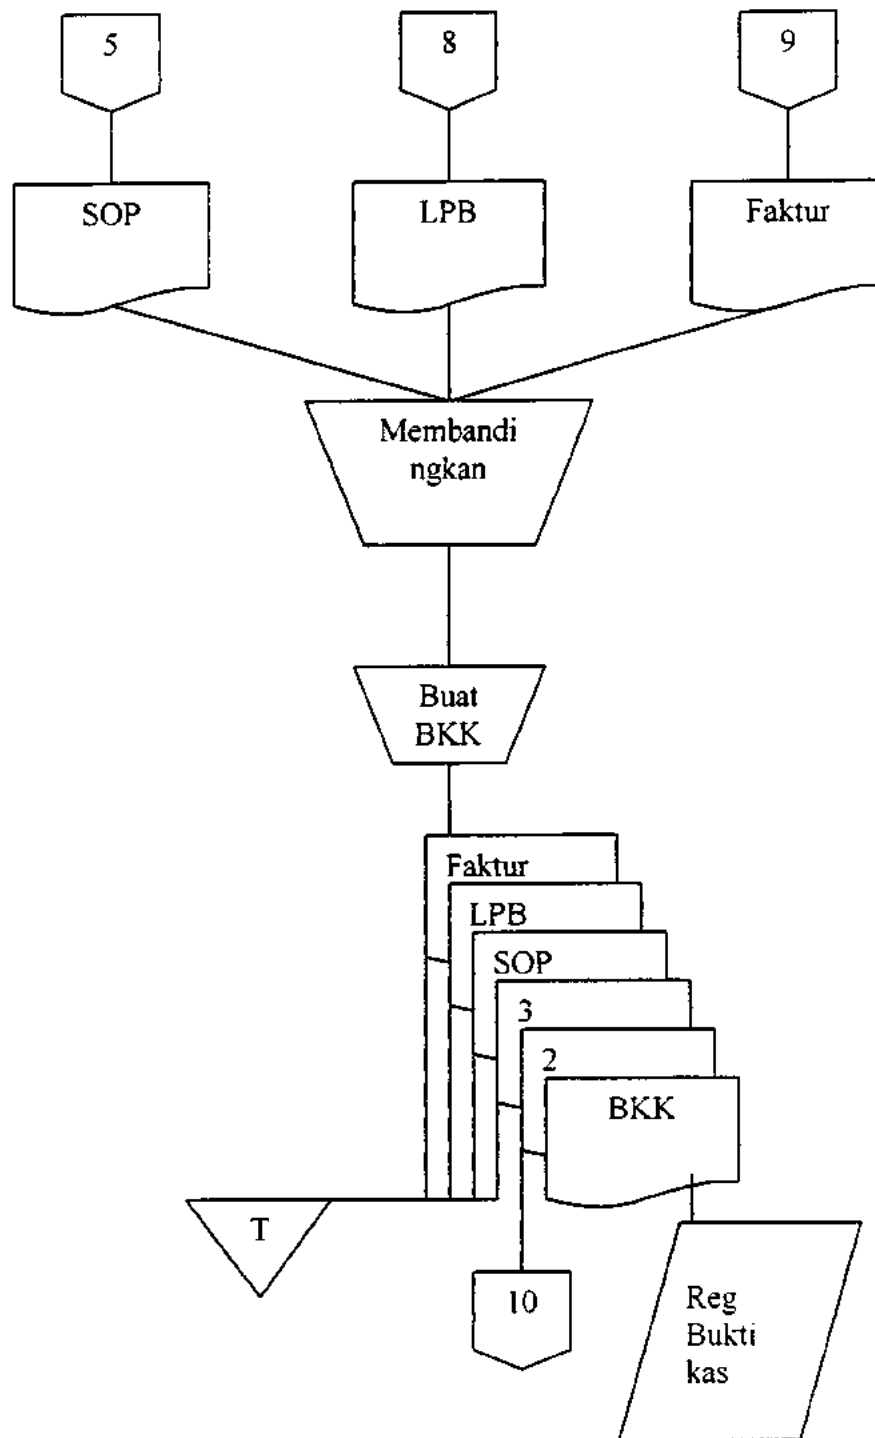 5
8
9
SOP
LPB
Faktur
Membandi
ngkan
Buat
BKK
Faktur
LPB
SOP
3
2
BKK
T
10
Reg
Bukti
kas